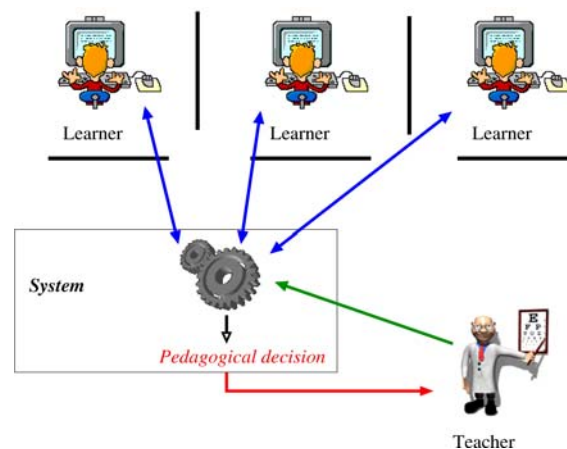 Learner
Learner
Learner
System
Pedagogical decision
E
F P
Teacher